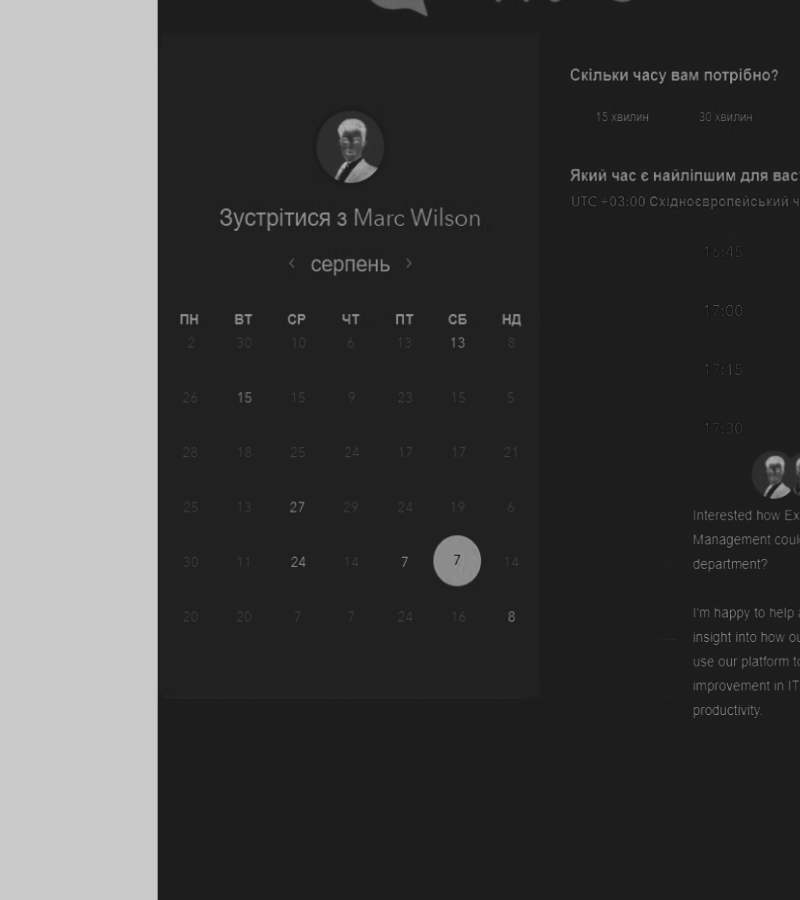 Зустрітися з Marc Wilson
‹ серпень ›
ПН ВТ СР ЧТ ПТ СБ НД
2 30 10 6 13 13 8
26 15 15 9 23 15 5
28 18 25 24 17 17 21
25 13 27 29 24 19 6
30 11 24 14 7 7 14
20 20 7 7 24 16 8
Скільки часу вам потрібно?
15 хвилин 30 хвилин
Який час є найліпшим для вас
UTC +03:00 Східноєвропейський ч
16:45
17:00
17:15
17:30
Interested how Ex
Management coul
department?
I'm happy to help a
insight into how ou
use our platform to
improvement in IT
productivity.